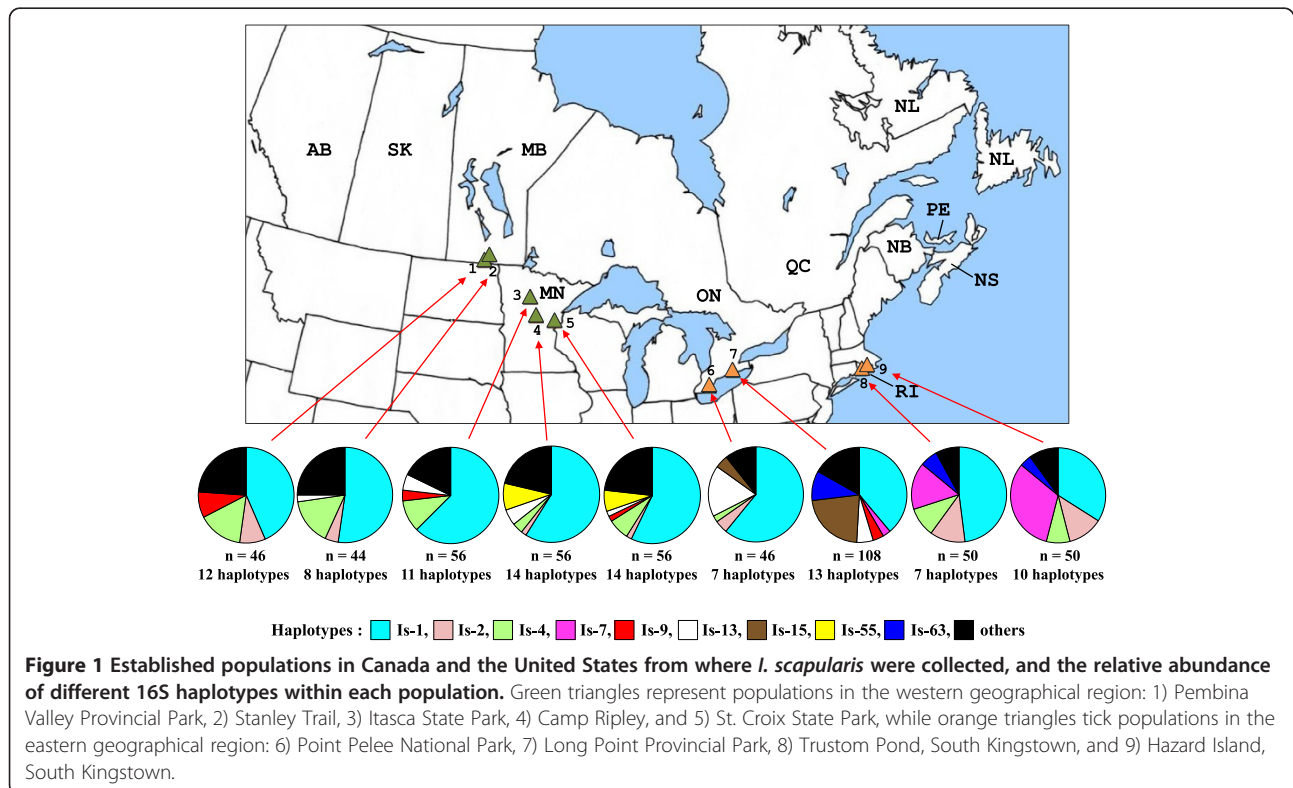 NL
AB
SK
MB
NL
PE
NB
QC
NS
1
2
3
MN
ON
4
5
7
6
9
8
RI
n = 46
12 haplotypes
n = 44
8 haplotypes
n = 56
11 haplotypes
n = 56
14 haplotypes
n = 56
14 haplotypes
n = 46
7 haplotypes
n = 108
13 haplotypes
n = 50
7 haplotypes
n = 50
10 haplotypes
Haplotypes : Is-1, Is-2, Is-4, Is-7, Is-9, Is-13, Is-15, Is-55, Is-63, others
Figure 1 Established populations in Canada and the United States from where I. scapularis were collected, and the relative abundance
of different 16S haplotypes within each population. Green triangles represent populations in the western geographical region: 1) Pembina
Valley Provincial Park, 2) Stanley Trail, 3) Itasca State Park, 4) Camp Ripley, and 5) St. Croix State Park, while orange triangles tick populations in the
eastern geographical region: 6) Point Pelee National Park, 7) Long Point Provincial Park, 8) Trustom Pond, South Kingstown, and 9) Hazard Island,
South Kingstown.